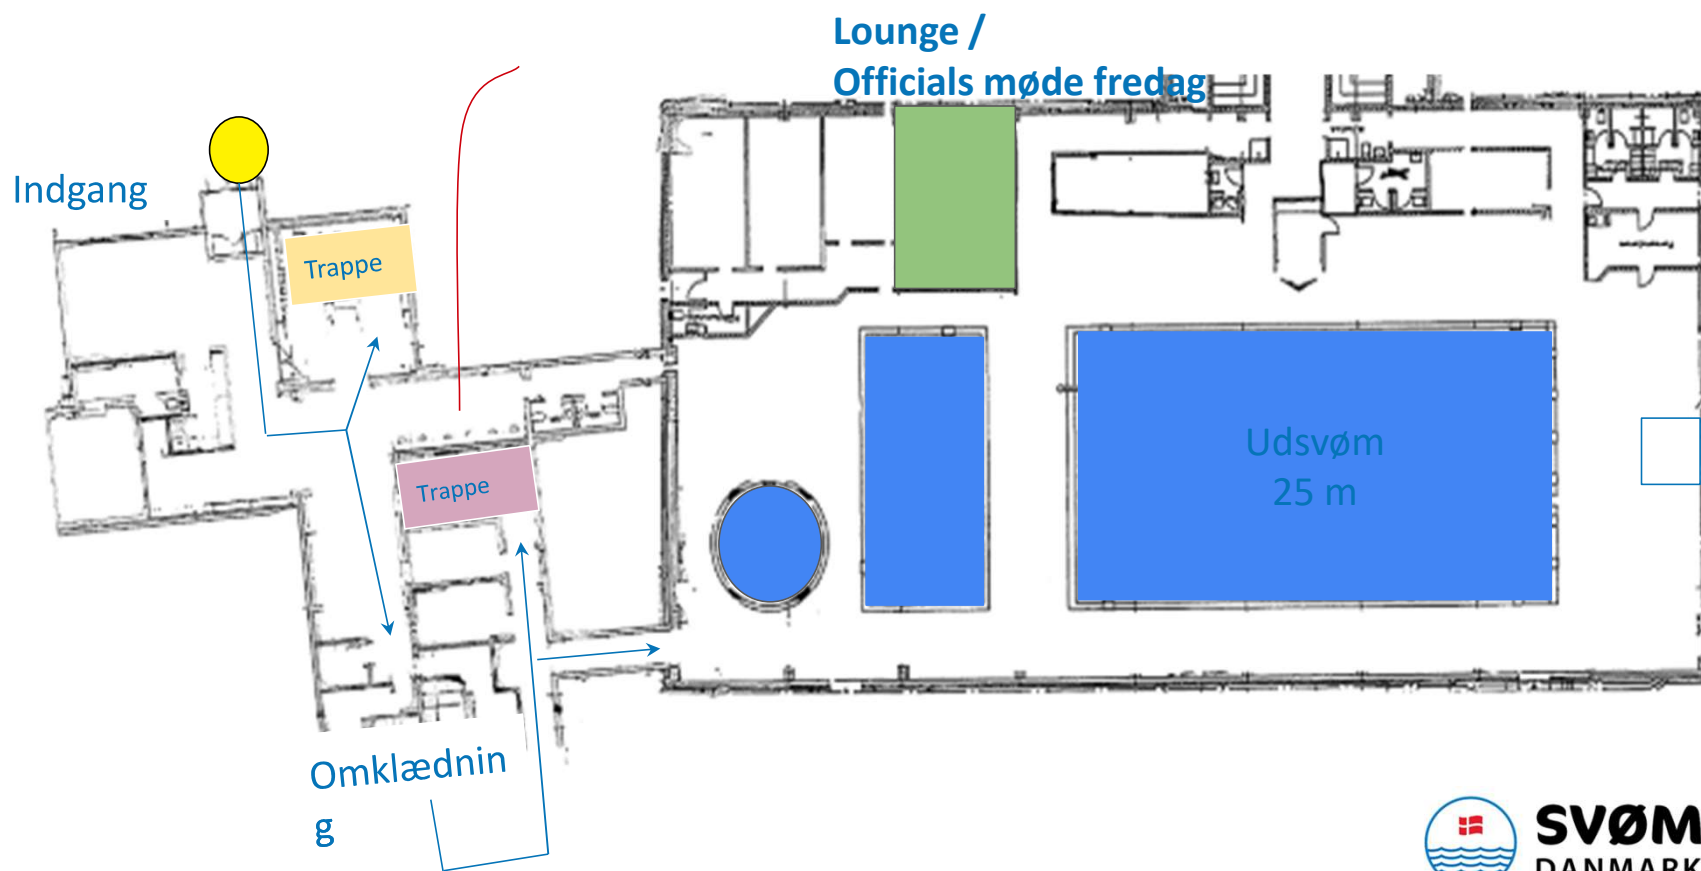 Lounge /
Officials møde fredag
Indgang
Trappe
Trappe
Udsvøm
25 m
Omklædnin
g
SVØM
DANMARK